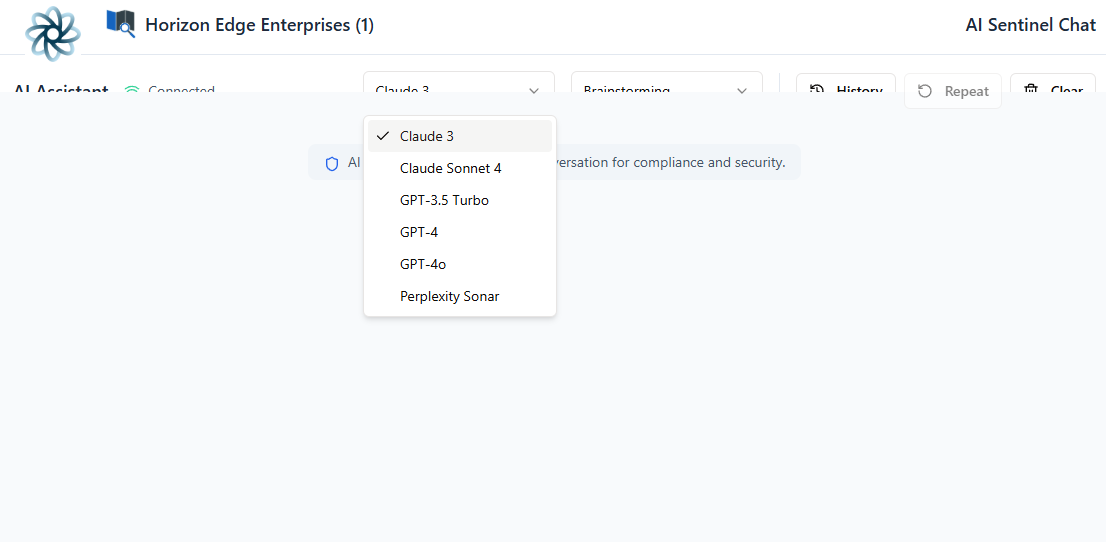 Horizon Edge Enterprises (1)
AI Sentinel Chat
AI Assistant
Connected
Claude 3
Brainstorming
History
Repeat
Clear
Claude 3
Claude Sonnet 4
GPT-3.5 Turbo
GPT-4
GPT-4o
Perplexity Sonar
AI
versation for compliance and security.